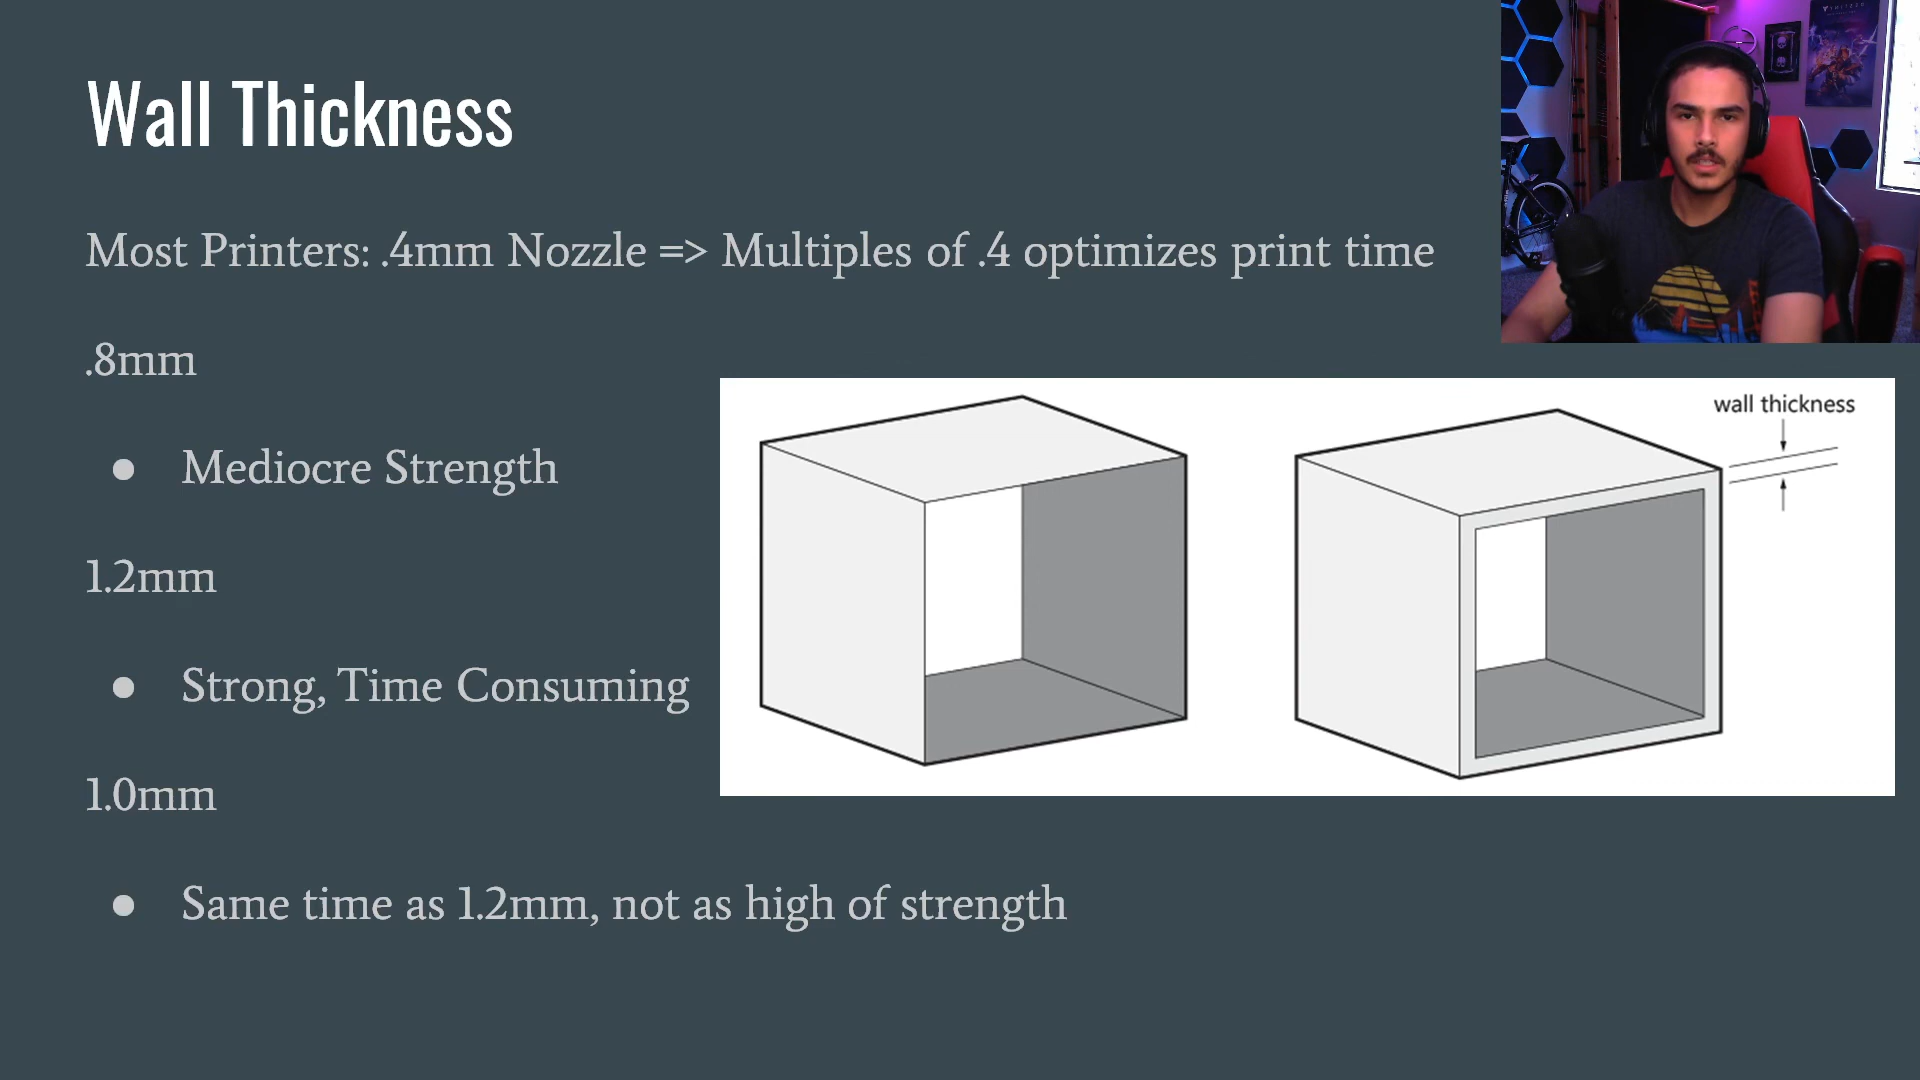 Wall Thickness
Most Printers: .4mm Nozzle => Multiples of .4 optimizes print time
.8mm
● Mediocre Strength
1.2mm
● Strong, Time Consuming
1.0mm
● Same time as 1.2mm, not as high of strength
wall thickness